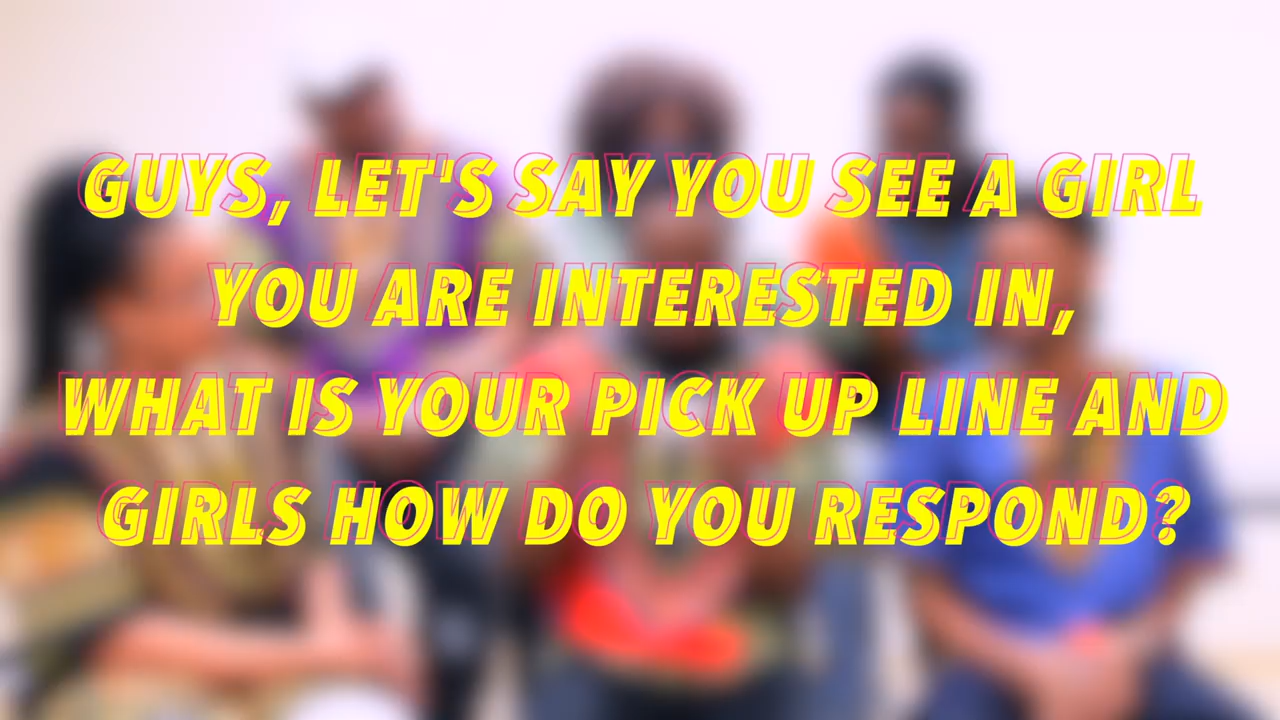 GUYS, LET'S SAY YOU SEE A GIRL
YOU ARE INTERESTED IN,
WHAT IS YOUR PICK UP LINE AND
GIRLS HOW DO YOU RESPOND?